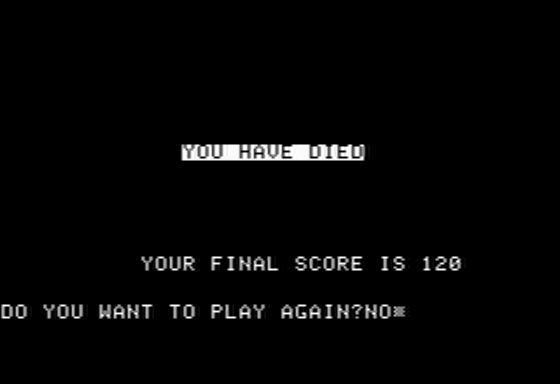 YOU HAVE DIED
YOUR FINAL SCORE IS 120
DO YOU WANT TO PLAY AGAIN?NO